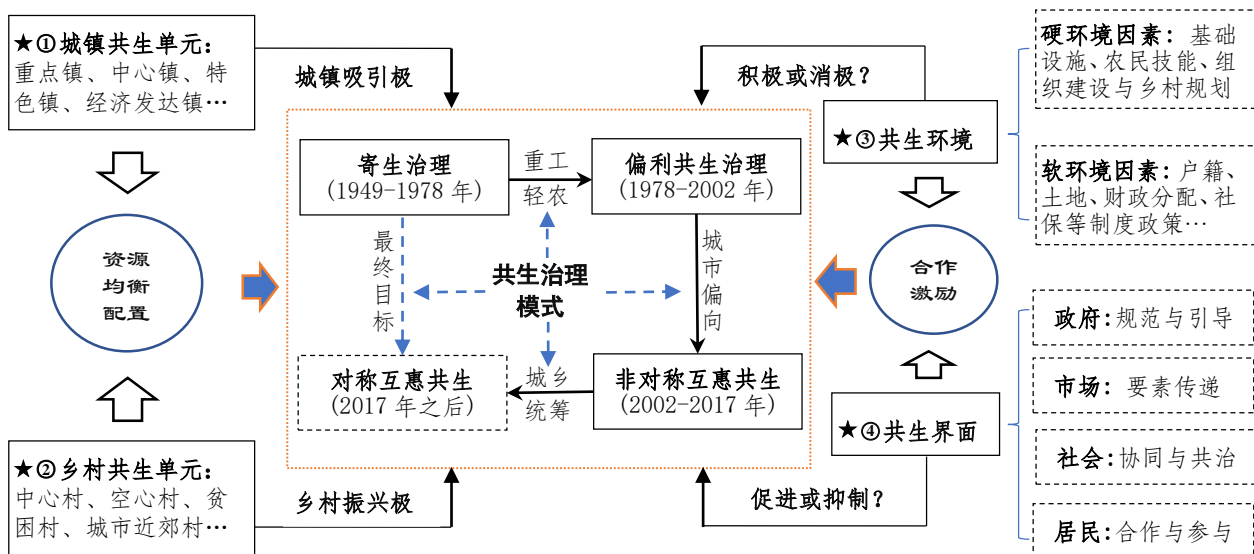 ★①城镇共生单元：
重点镇、中心镇、特
色镇、经济发达镇…
城镇吸引极
积极或消极？
硬环境因素：基础
设施、农民技能、组
织建设与乡村规划
★③共生环境
软环境因素：户籍、
土地、财政分配、社
保等制度政策…
寄生治理
(1949-1978 年)
重工
轻农
偏利共生治理
(1978-2002 年)
资源
均衡
配置
最终目标
共生治理
模式
城市偏向
合作
激励
对称互惠共生
(2017 年之后)
城乡
统筹
非对称互惠共生
(2002-2017 年)
政府：规范与引导
市场：要素传递
★④共生界面
社会：协同与共治
居民：合作与参与
★②乡村共生单元：
中心村、空心村、贫
困村、城市近郊村…
乡村振兴极
促进或抑制？